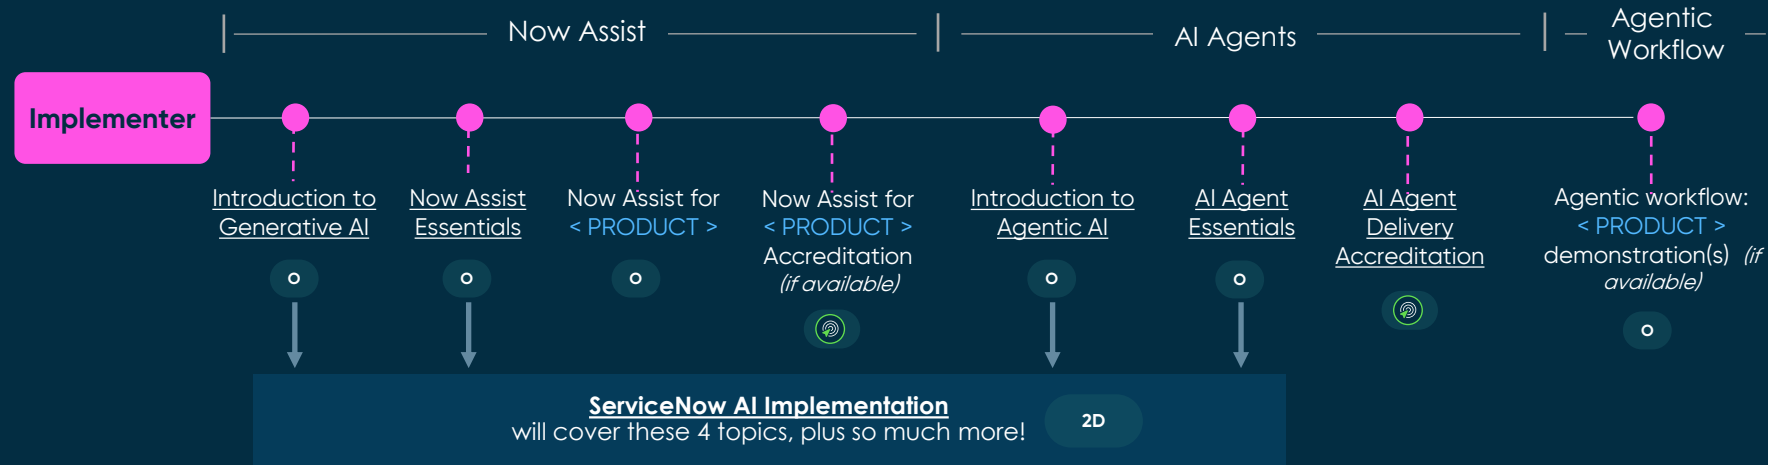 Now Assist
AI Agents
Agentic
Workflow
Implementer
Introduction to
Generative AI
O
Now Assist
Essentials
O
Now Assist for
< PRODUCT >
O
Now Assist for
< PRODUCT >
Accreditation
(if available)
Introduction to
Agentic AI
O
AI Agent
Essentials
O
AI Agent
Delivery
Accreditation
Agentic workflow:
< PRODUCT >
demonstration(s) (if
available)
O
ServiceNow AI Implementation
will cover these 4 topics, plus so much more!
2D